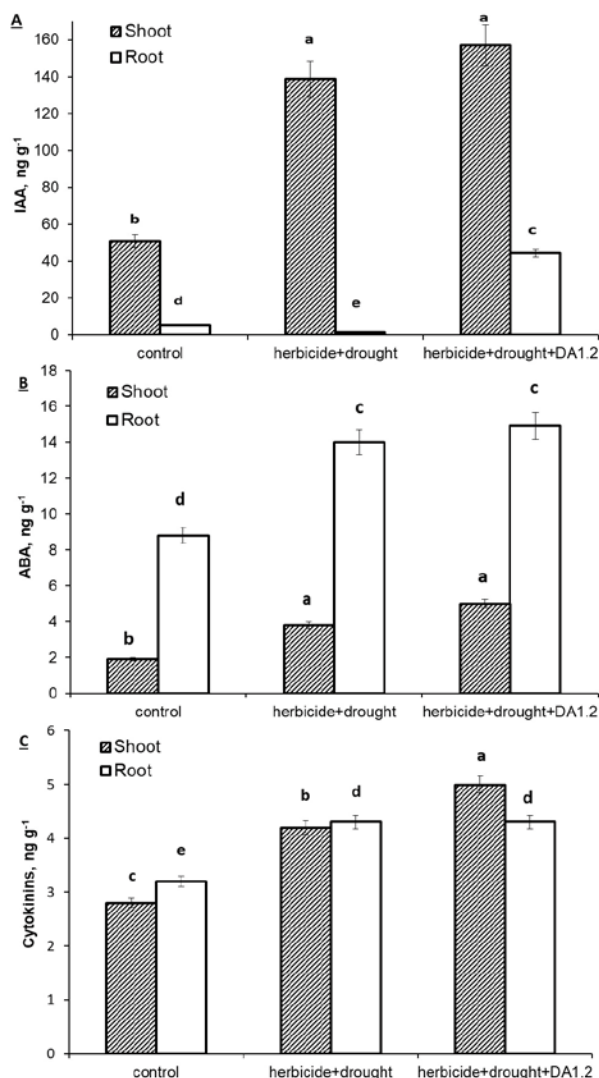 A
Shoot
Root
IAA, ng g-1
160
140
120
100
80
60
40
20
0
b
d
a
e
a
c
control
herbicide+drought
herbicide+drought+DA1.2
B
Shoot
Root
ABA, ng g-1
18
16
14
12
10
8
6
4
2
0
b
d
a
c
a
c
control
herbicide+drought
herbicide+drought+DA1.2
C
Shoot
Root
Cytokinins, ng g-1
6
5
4
3
2
1
0
c
e
b
d
a
d
control
herbicide+drought
herbicide+drought+DA1.2